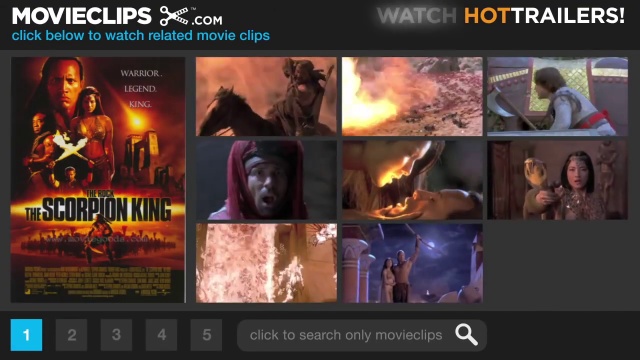 MOVIECLIPS™
.COM
click below to watch related movie clips
WATCH HOTTRAILERS!
WARRIOR.
LEGEND.
KING.
THE ROCK
THE SCORPION KING
1 2 3 4 5
click to search only movieclips